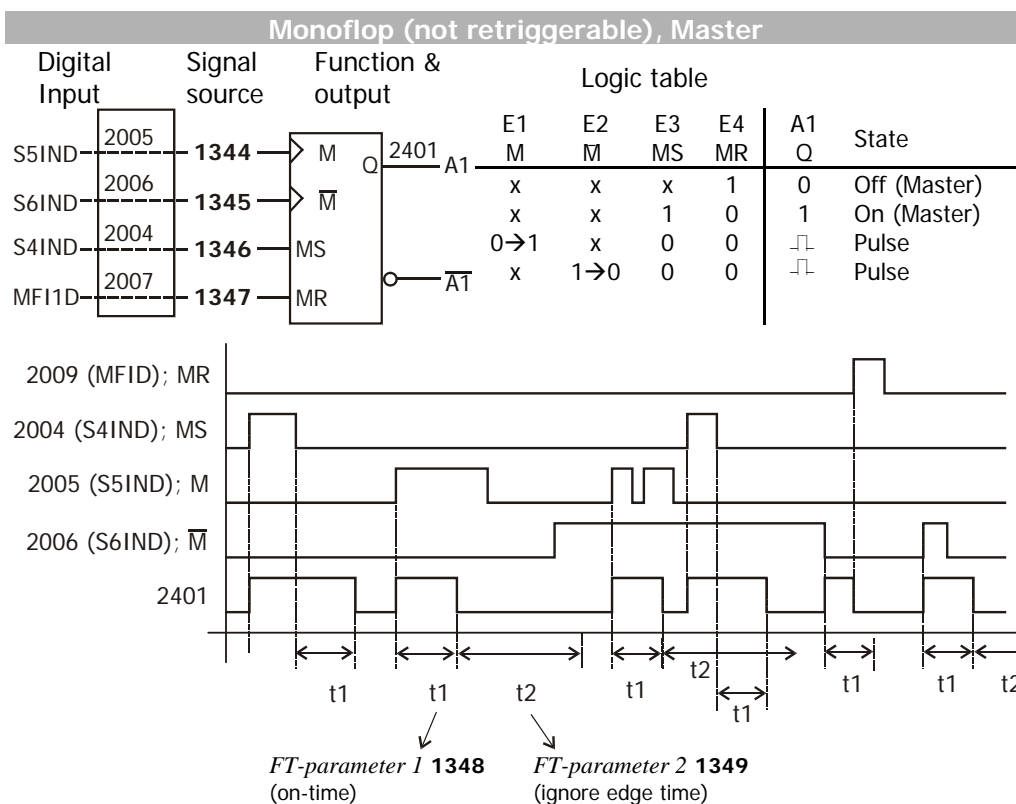 Monoflop (not retriggerable), Master
Digital Input
Signal source
Function & output
Logic table
S5IND 2005 1344 M Q 2401 A1
S6IND 2006 1345 M̅
S4IND 2004 1346 MS
MFI1D 2007 1347 MR A̅1̅
E1 E2 E3 E4 A1 State
M M̅ MS MR Q
x x x 1 0 Off (Master)
x x 1 0 1 On (Master)
0→1 x 0 0 Pulse
x 1→0 0 0 Pulse
2009 (MFID); MR
2004 (S4IND); MS
2005 (S5IND); M
2006 (S6IND); M̅
2401
t1 t1 t2 t1 t2 t1 t1 t1 t2
FT-parameter 1 1348
(on-time)
FT-parameter 2 1349
(ignore edge time)